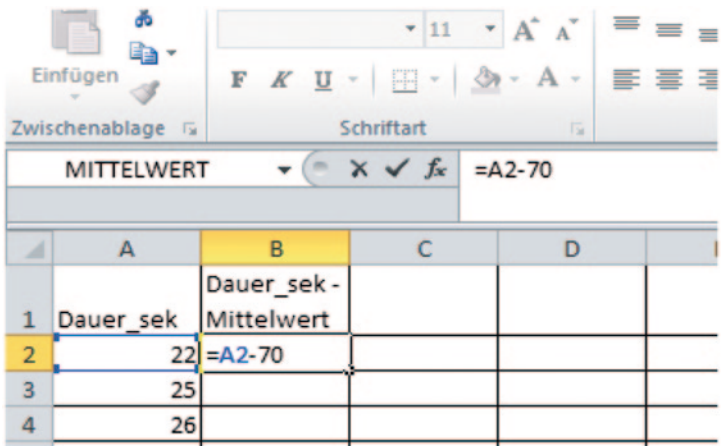 11 A A
Einfügen
F K U A
Zwischenablage Schriftart
MITTELWERT fx =A2-70
A B C D
1 Dauer_sek Dauer_sek -
Mittelwert
2 22 =A2-70
3 25
4 26